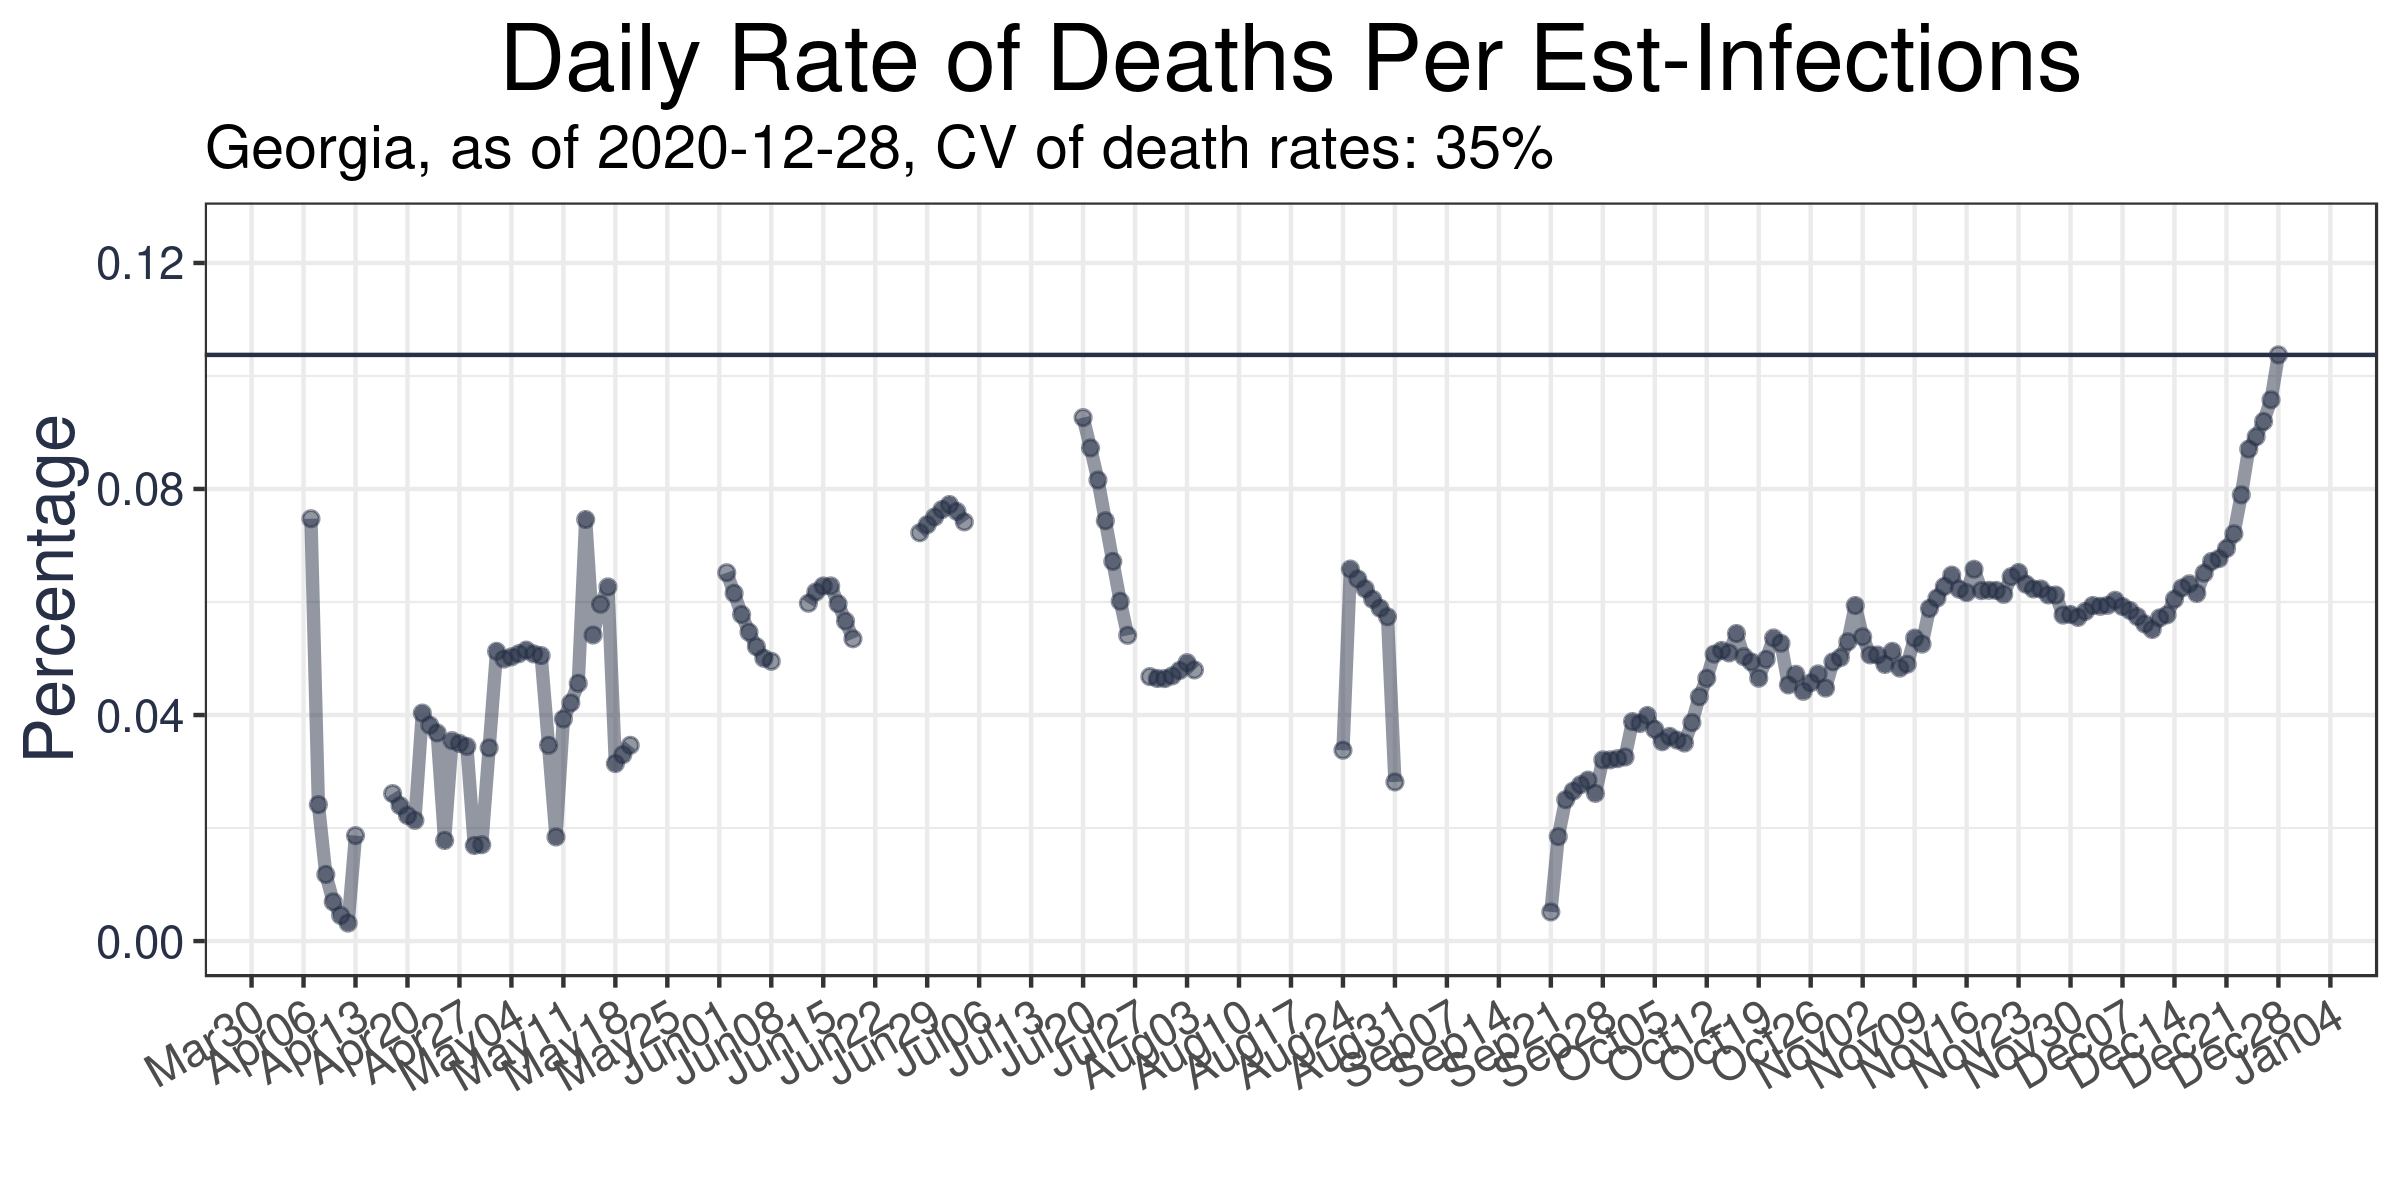 Daily Rate of Deaths Per Est-Infections
Georgia, as of 2020-12-28, CV of death rates: 35%
Percentage
0.12
0.08
0.04
0.00
Mar30
Apr06
Apr13
Apr20
Apr27
May04
May11
May18
May25
Jun01
Jun08
Jun15
Jun22
Jun29
Jul06
Jul13
Jul20
Jul27
Aug03
Aug10
Aug17
Aug24
Aug31
Sep07
Sep14
Sep21
Sep28
Oct05
Oct12
Oct19
Oct26
Nov02
Nov09
Nov16
Nov23
Nov30
Dec07
Dec14
Dec21
Dec28
Jan04